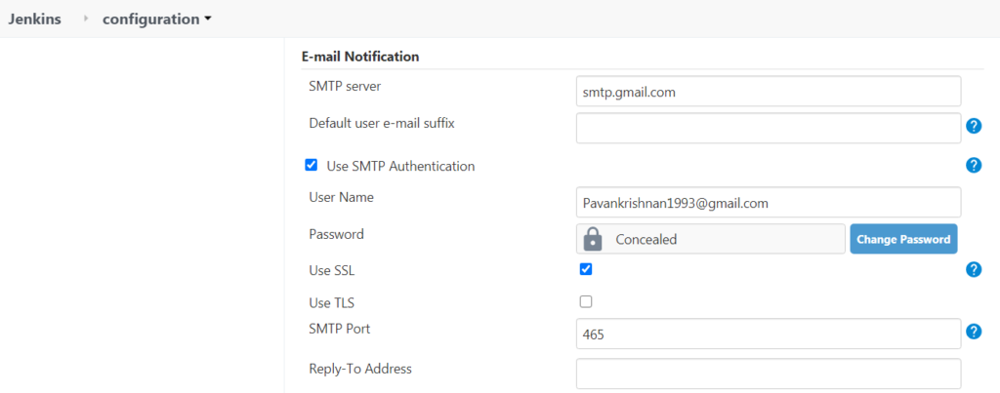 Jenkins configuration
E-mail Notification
SMTP server smtp.gmail.com
Default user e-mail suffix ?
Use SMTP Authentication ?
User Name Pavankrishnan1993@gmail.com
Password Concealed Change Password
Use SSL ?
Use TLS
SMTP Port 465 ?
Reply-To Address